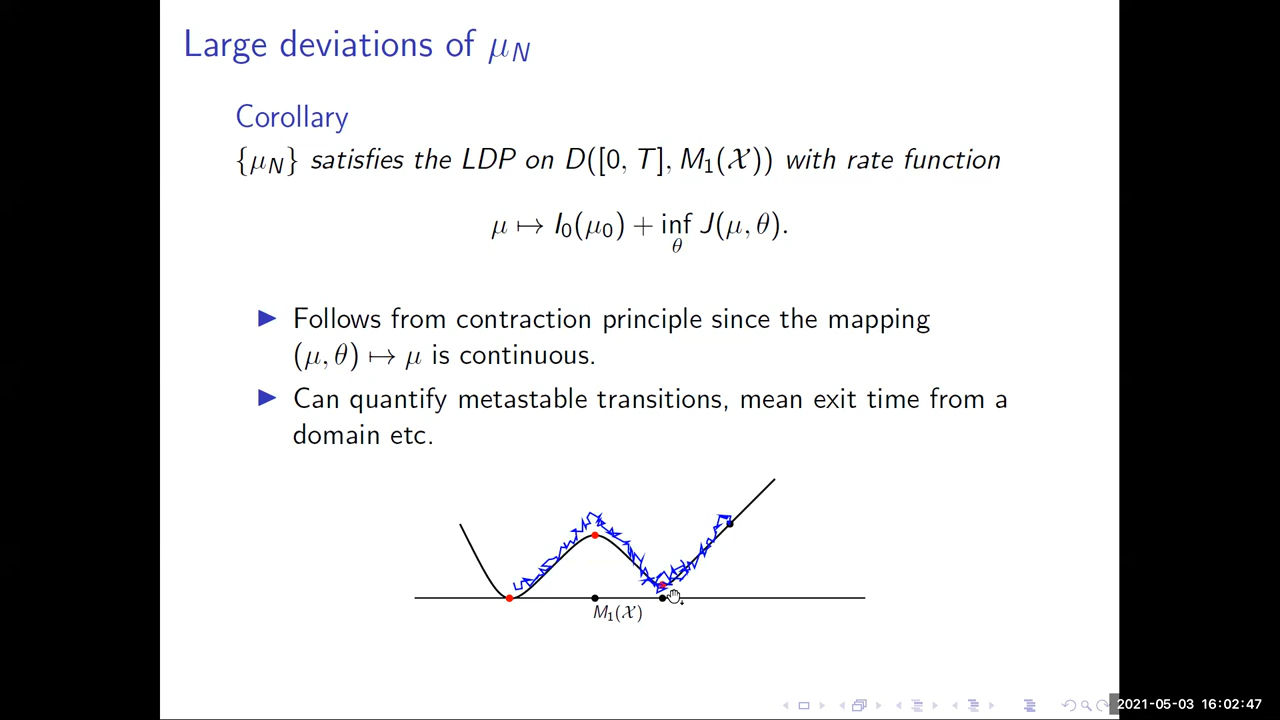 Large deviations of μ_N
Corollary
{μ_N} satisfies the LDP on D([0, T], M₁(𝒳)) with rate function
μ ↦ I₀(μ₀) + inf_θ J(μ, θ).
Follows from contraction principle since the mapping
(μ, θ) ↦ μ is continuous.
Can quantify metastable transitions, mean exit time from a
domain etc.
M₁(𝒳)
2021-05-03 16:02:47